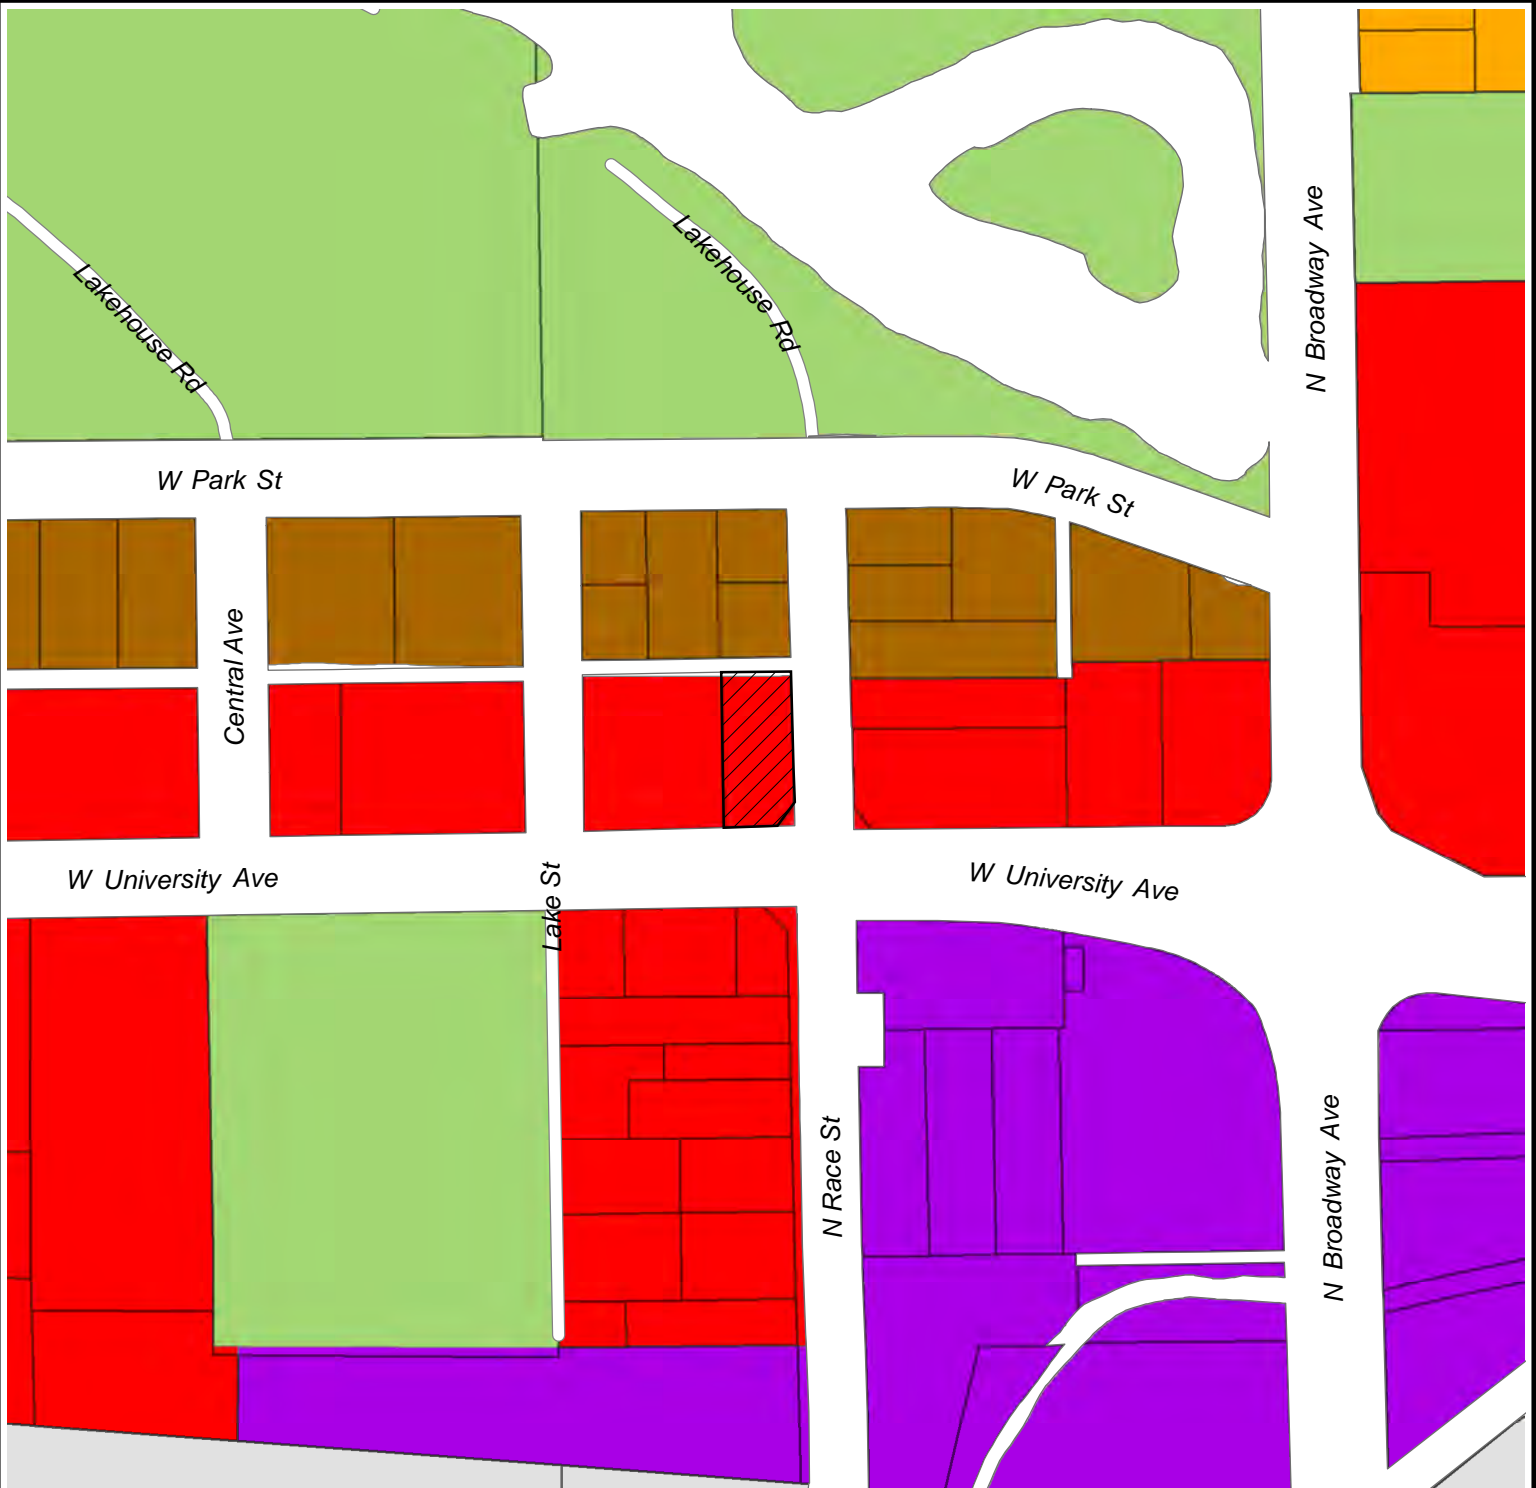 N Broadway Ave
Lakehouse Rd
Lakehouse Rd
W Park St
W Park St
Central Ave
W University Ave
Lake St
W University Ave
N Race St
N Broadway Ave